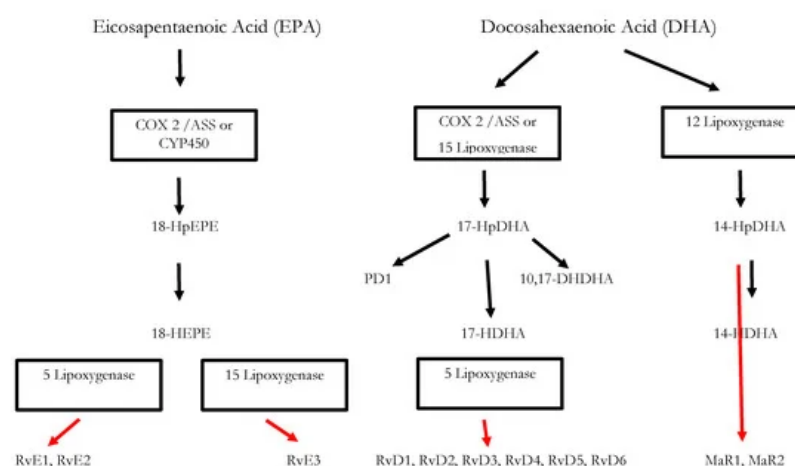 Eicosapentaenoic Acid (EPA)
Docosahexaenoic Acid (DHA)
COX 2 /ASS or
CYP450
COX 2 /ASS or
15 Lipoxygenase
12 Lipoxygenase
18-HpEPE
17-HpDHA
14-HpDHA
PD1
10,17-DHDHA
18-HEPE
17-HDHA
14-HDHA
5 Lipoxygenase
15 Lipoxygenase
5 Lipoxygenase
RvE1, RvE2
RvE3
RvD1, RvD2, RvD3, RvD4, RvD5, RvD6
MaR1, MaR2